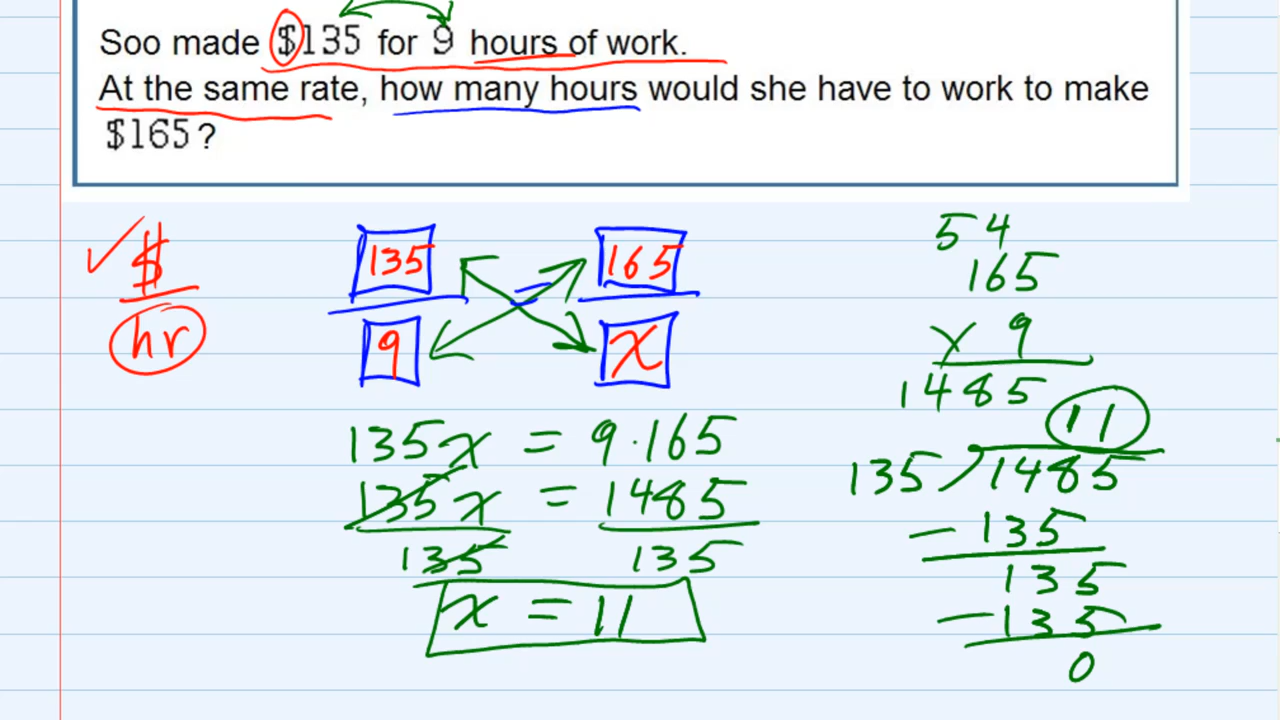 Soo made $135 for 9 hours of work.
At the same rate, how many hours would she have to work to make
$165?
$
hr
135
9
=
165
x
135x = 9·165
135x = 1485
135 135
x = 11
54
165
x 9
1485
11
135)1485
-135
135
-135
0